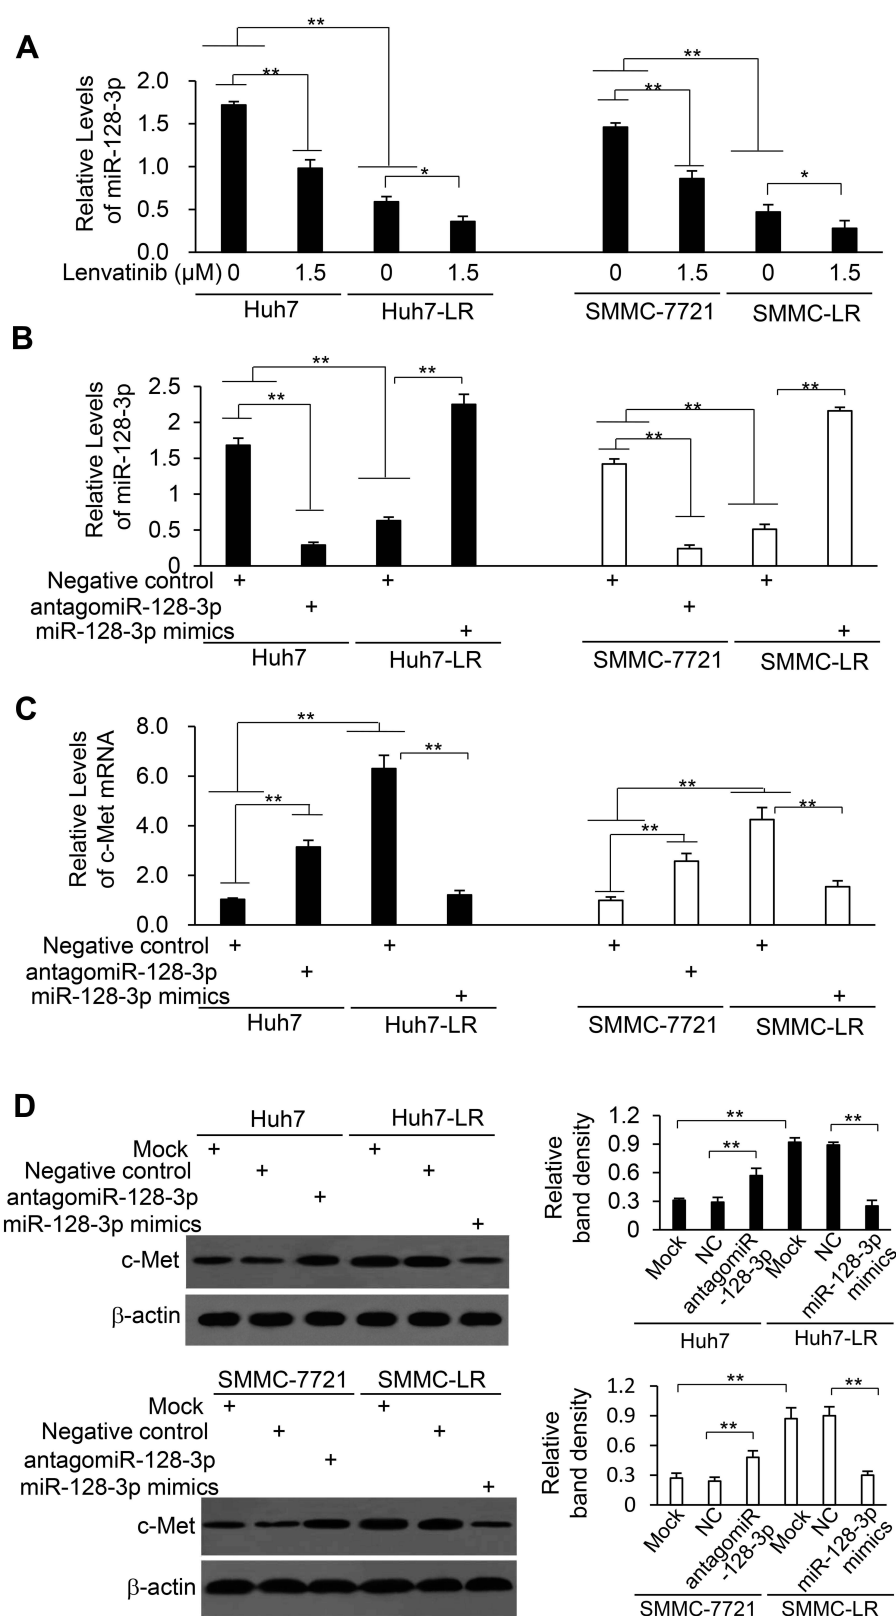 A
Relative Levels
of miR-128-3p
2.0
1.5
1.0
0.5
0.0
** ** * ** ** *
Lenvatinib (μM) 0 1.5 0 1.5 0 1.5 0 1.5
Huh7 Huh7-LR SMMC-7721 SMMC-LR
B
Relative Levels
of miR-128-3p
2.5
2
1.5
1
0.5
0
** ** ** ** ** **
Negative control + + + +
antagomiR-128-3p + +
miR-128-3p mimics + +
Huh7 Huh7-LR SMMC-7721 SMMC-LR
C
Relative Levels
of c-Met mRNA
8.0
6.0
4.0
2.0
0.0
** ** ** ** ** **
Negative control + + + +
antagomiR-128-3p + +
miR-128-3p mimics + +
Huh7 Huh7-LR SMMC-7721 SMMC-LR
D
Huh7 Huh7-LR
Mock + +
Negative control + +
antagomiR-128-3p +
miR-128-3p mimics +
c-Met
β-actin
Relative
band density
1.2
0.9
0.6
0.3
0
** ** **
Mock
NC
antagomiR
-128-3p
Mock
NC
miR-128-3p
mimics
Huh7 Huh7-LR
SMMC-7721 SMMC-LR
Mock + +
Negative control + +
antagomiR-128-3p +
miR-128-3p mimics +
c-Met
β-actin
Relative
band density
1.2
0.9
0.6
0.3
0
** ** **
Mock
NC
antagomiR
-128-3p
Mock
NC
miR-128-3p
mimics
SMMC-7721 SMMC-LR